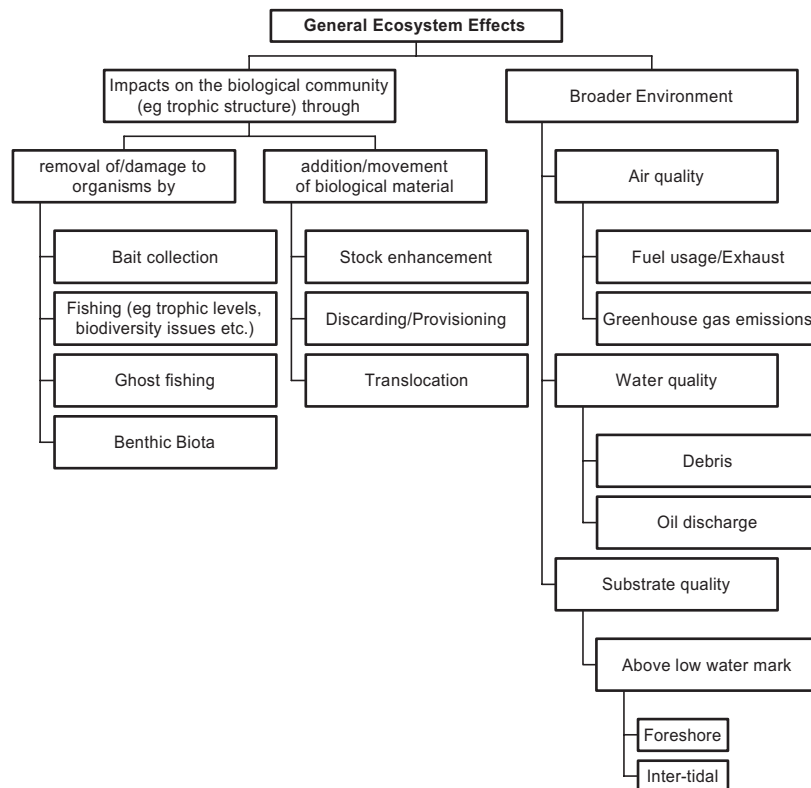 General Ecosystem Effects
Impacts on the biological community
(eg trophic structure) through
removal of/damage to
organisms by
Bait collection
Fishing (eg trophic levels,
biodiversity issues etc.)
Ghost fishing
Benthic Biota
addition/movement
of biological material
Stock enhancement
Discarding/Provisioning
Translocation
Broader Environment
Air quality
Fuel usage/Exhaust
Greenhouse gas emissions
Water quality
Debris
Oil discharge
Substrate quality
Above low water mark
Foreshore
Inter-tidal